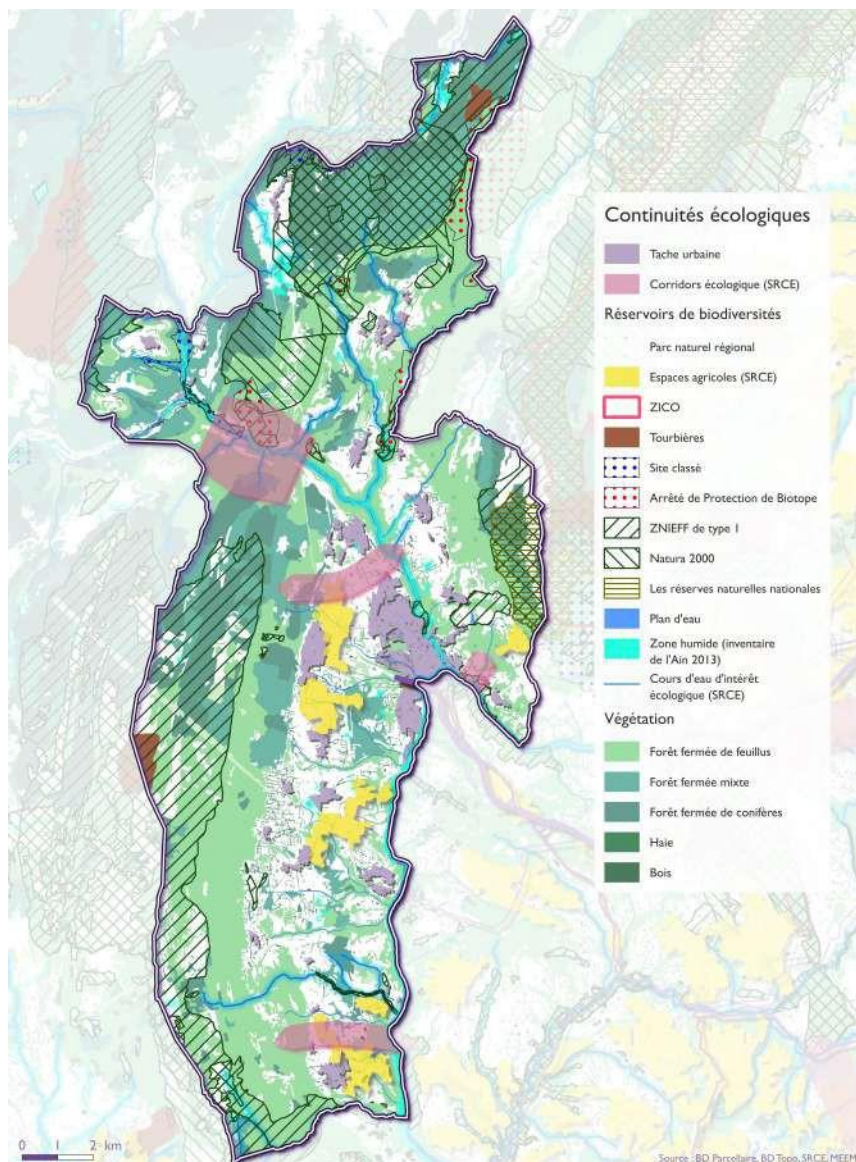 Continuités écologiques
Tache urbaine
Corridors écologique (SRCE)
Réservoirs de biodiversités
Parc naturel régional
Espaces agricoles (SRCE)
ZICO
Tourbières
Site classé
Arrêté de Protection de Biotope
ZNIEFF de type 1
Natura 2000
Les réserves naturelles nationales
Plan d'eau
Zone humide (inventaire
de l'Ain 2013)
Cours d'eau d'intérêt
écologique (SRCE)
Végétation
Forêt fermée de feuillus
Forêt fermée mixte
Forêt fermée de conifères
Haie
Bois
0 1 2 km
Source : BD Parcellaire, BD Topo, SRCE, MEEM